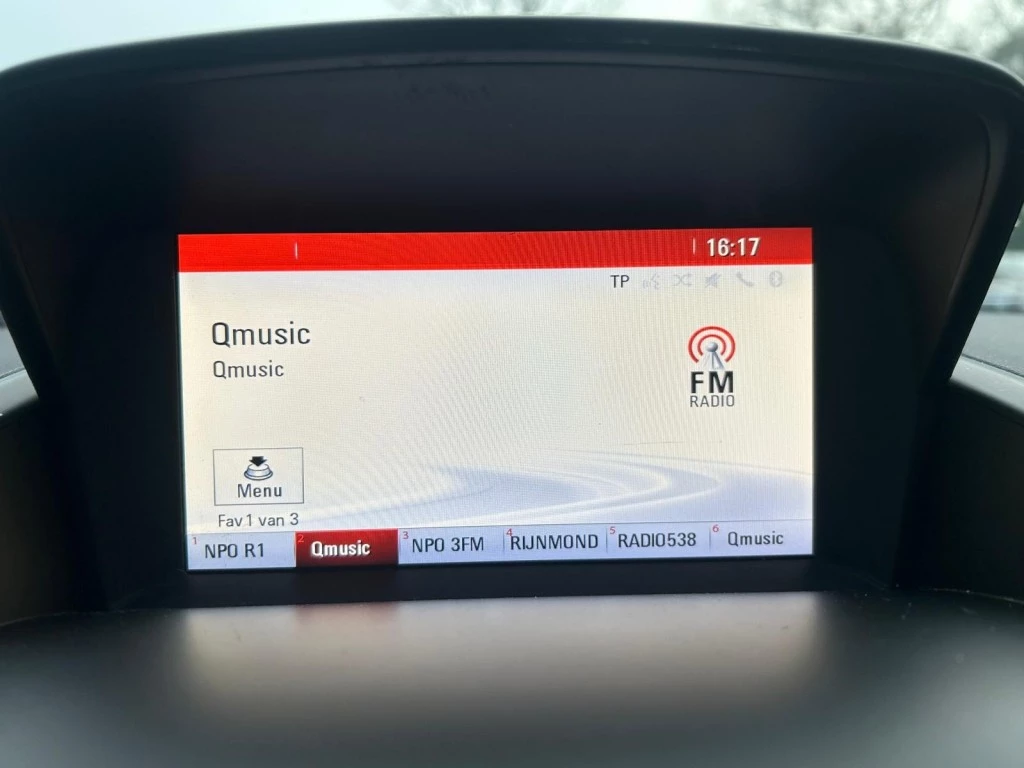 16:17
TP
Qmusic
Qmusic
FM
RADIO
Menu
Fav 1 van 3
1 NPO R1 2 Qmusic 3 NPO 3FM 4 RIJNMOND 5 RADIO538 6 Qmusic